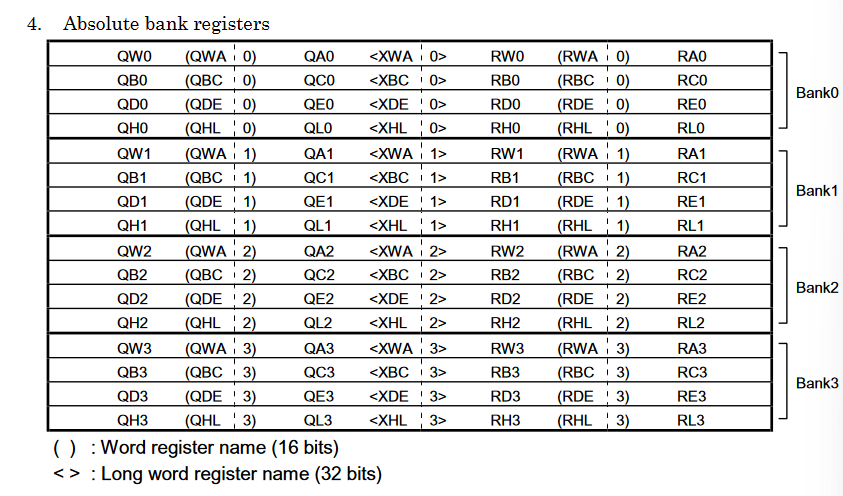 4. Absolute bank registers
QW0 (QWA 0) QA0 <XWA 0> RW0 (RWA 0) RA0
QB0 (QBC 0) QC0 <XBC 0> RB0 (RBC 0) RC0
Bank0
QD0 (QDE 0) QE0 <XDE 0> RD0 (RDE 0) RE0
QH0 (QHL 0) QL0 <XHL 0> RH0 (RHL 0) RL0
QW1 (QWA 1) QA1 <XWA 1> RW1 (RWA 1) RA1
QB1 (QBC 1) QC1 <XBC 1> RB1 (RBC 1) RC1
Bank1
QD1 (QDE 1) QE1 <XDE 1> RD1 (RDE 1) RE1
QH1 (QHL 1) QL1 <XHL 1> RH1 (RHL 1) RL1
QW2 (QWA 2) QA2 <XWA 2> RW2 (RWA 2) RA2
QB2 (QBC 2) QC2 <XBC 2> RB2 (RBC 2) RC2
Bank2
QD2 (QDE 2) QE2 <XDE 2> RD2 (RDE 2) RE2
QH2 (QHL 2) QL2 <XHL 2> RH2 (RHL 2) RL2
QW3 (QWA 3) QA3 <XWA 3> RW3 (RWA 3) RA3
QB3 (QBC 3) QC3 <XBC 3> RB3 (RBC 3) RC3
Bank3
QD3 (QDE 3) QE3 <XDE 3> RD3 (RDE 3) RE3
QH3 (QHL 3) QL3 <XHL 3> RH3 (RHL 3) RL3
( ) : Word register name (16 bits)
< > : Long word register name (32 bits)